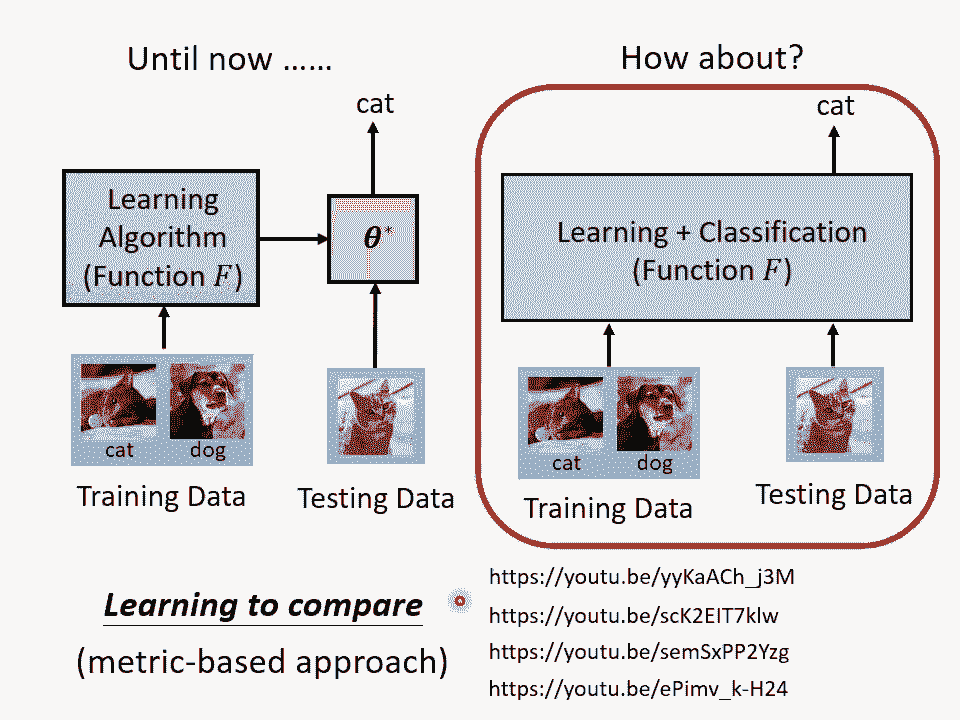 Until now ……
How about?
cat
Learning
Algorithm
(Function F)
θ*
cat
dog
Training Data
Testing Data
cat
Learning + Classification
(Function F)
cat
dog
Training Data
Testing Data
Learning to compare
(metric-based approach)
https://youtu.be/yyKaACh_j3M
https://youtu.be/scK2EIT7klw
https://youtu.be/semSxPP2Yzg
https://youtu.be/ePimv_k-H24